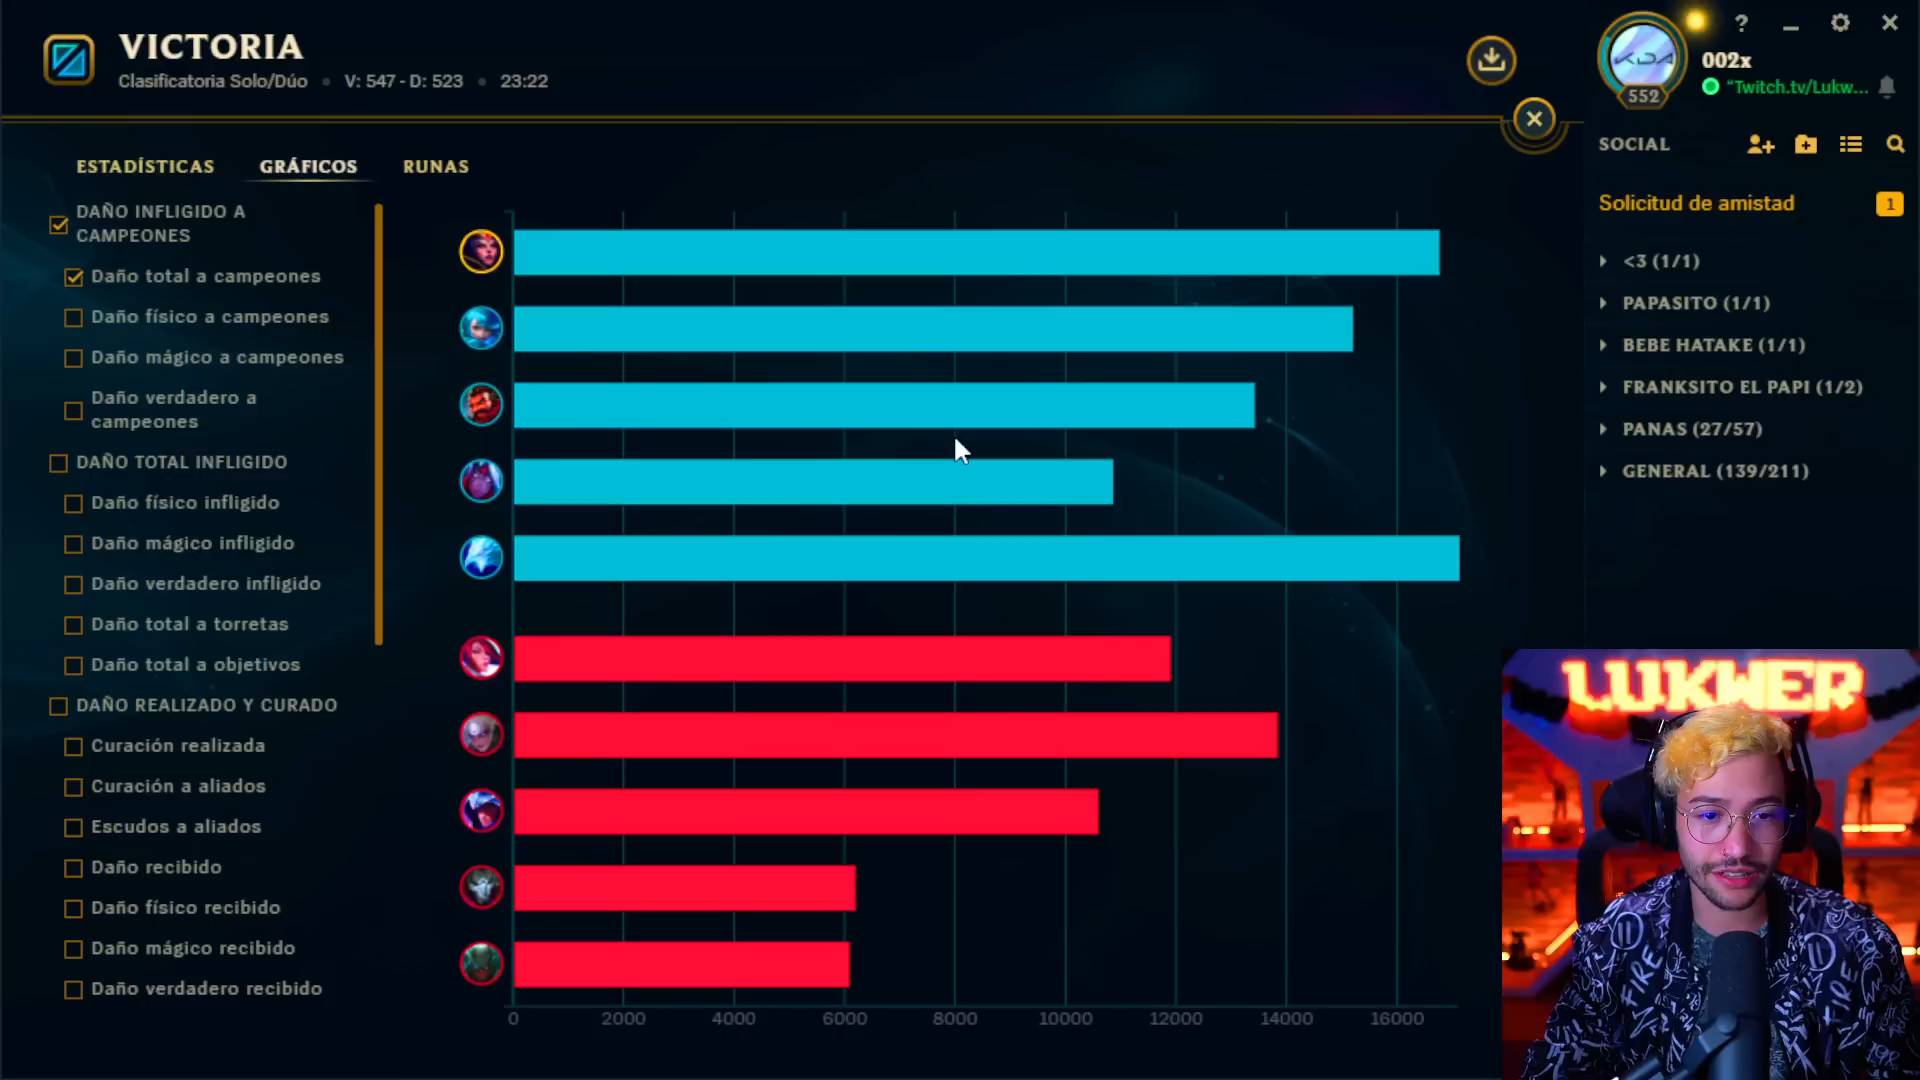 VICTORIA
Clasificatoria Solo/Dúo • V: 547 - D: 523 • 23:22
?
002x
552
"Twitch.tv/Lukw...
ESTADÍSTICAS
GRÁFICOS
RUNAS
DAÑO INFLIGIDO A
CAMPEONES
Daño total a campeones
Daño físico a campeones
Daño mágico a campeones
Daño verdadero a
campeones
DAÑO TOTAL INFLIGIDO
Daño físico infligido
Daño mágico infligido
Daño verdadero infligido
Daño total a torretas
Daño total a objetivos
DAÑO REALIZADO Y CURADO
Curación realizada
Curación a aliados
Escudos a aliados
Daño recibido
Daño físico recibido
Daño mágico recibido
Daño verdadero recibido
0 2000 4000 6000 8000 10000 12000 14000 16000
SOCIAL
Solicitud de amistad 1
<3 (1/1)
PAPASITO (1/1)
BEBE HATAKE (1/1)
FRANKSITO EL PAPI (1/2)
PANAS (27/57)
GENERAL (139/211)
LUKWER
FIRE
FIRE